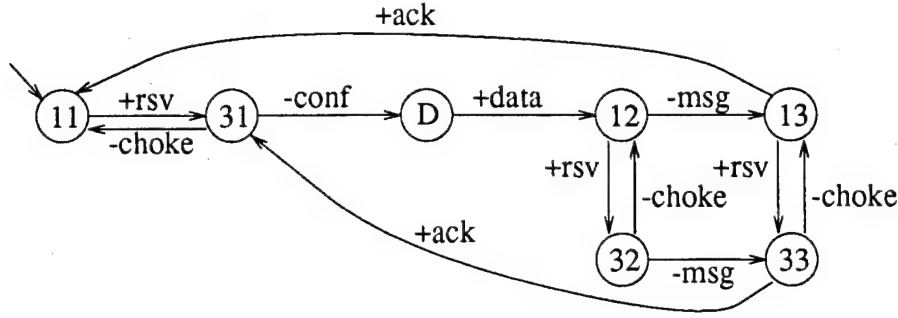 +ack
11
+rsv
-choke
31
-conf
D
+data
12
-msg
13
+rsv
-choke
+rsv
-choke
+ack
32
-msg
33